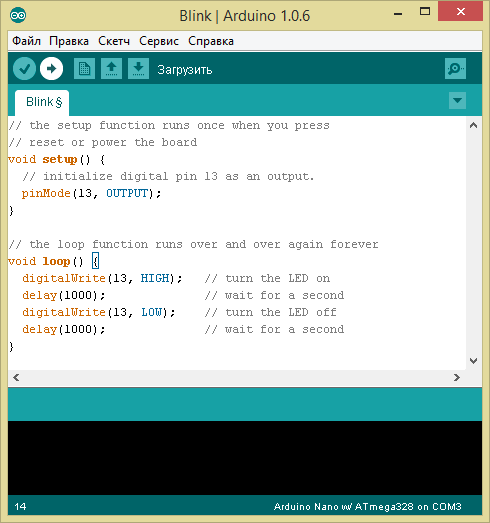 Blink | Arduino 1.0.6
Файл Правка Скетч Сервис Справка
Загрузить
Blink §
// the setup function runs once when you press
// reset or power the board
void setup() {
  // initialize digital pin 13 as an output.
  pinMode(13, OUTPUT);
}

// the loop function runs over and over again forever
void loop() {
  digitalWrite(13, HIGH);   // turn the LED on
  delay(1000);              // wait for a second
  digitalWrite(13, LOW);    // turn the LED off
  delay(1000);              // wait for a second
}
14 Arduino Nano w/ ATmega328 on COM3